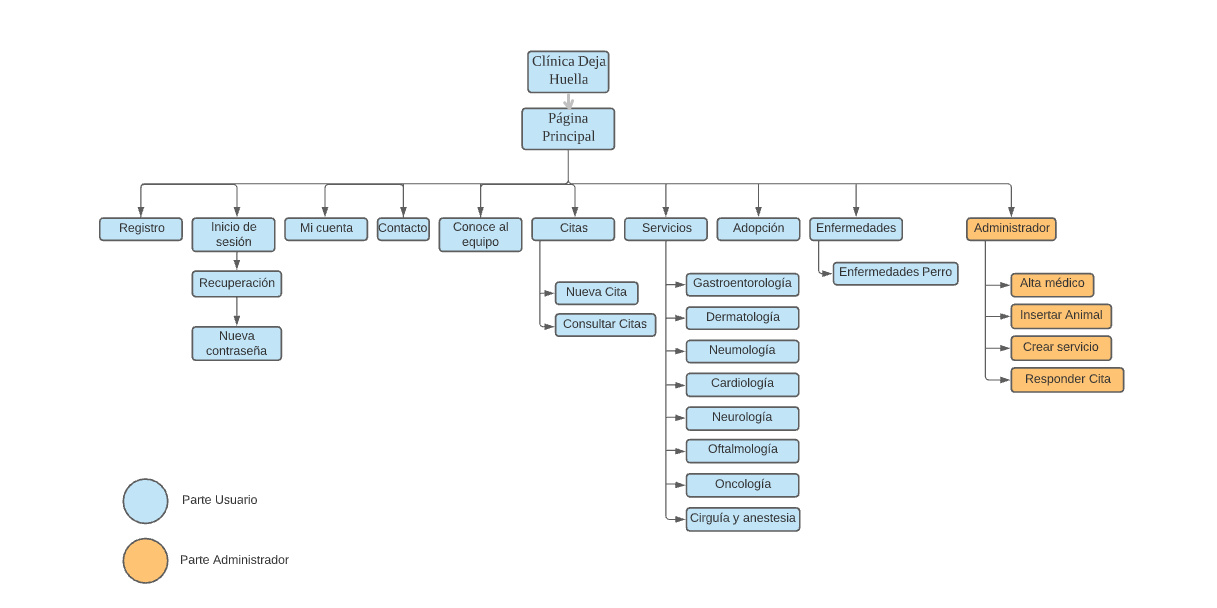 Clínica Deja
Huella
Página
Principal
Registro
Inicio de
sesión
Mi cuenta
Contacto
Conoce al
equipo
Citas
Servicios
Adopción
Enfermedades
Administrador
Recuperación
Nueva
contraseña
Nueva Cita
Consultar Citas
Gastroentorología
Dermatología
Neumología
Cardiología
Neurología
Oftalmología
Oncología
Cirguía y anestesia
Enfermedades Perro
Alta médico
Insertar Animal
Crear servicio
Responder Cita
Parte Usuario
Parte Administrador